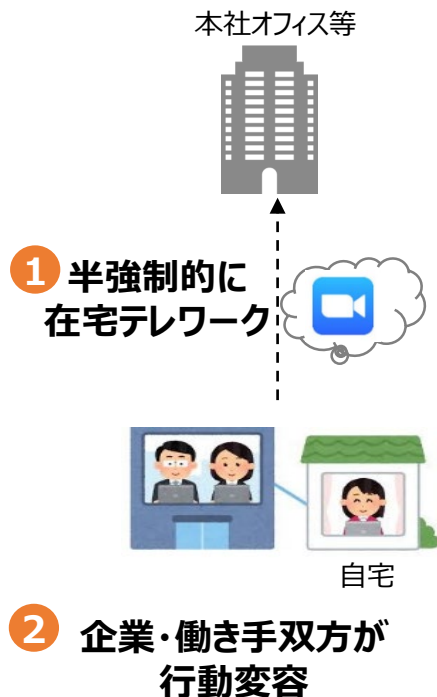 本社オフィス等
1 半強制的に
在宅テレワーク
自宅
2 企業・働き手双方が
行動変容